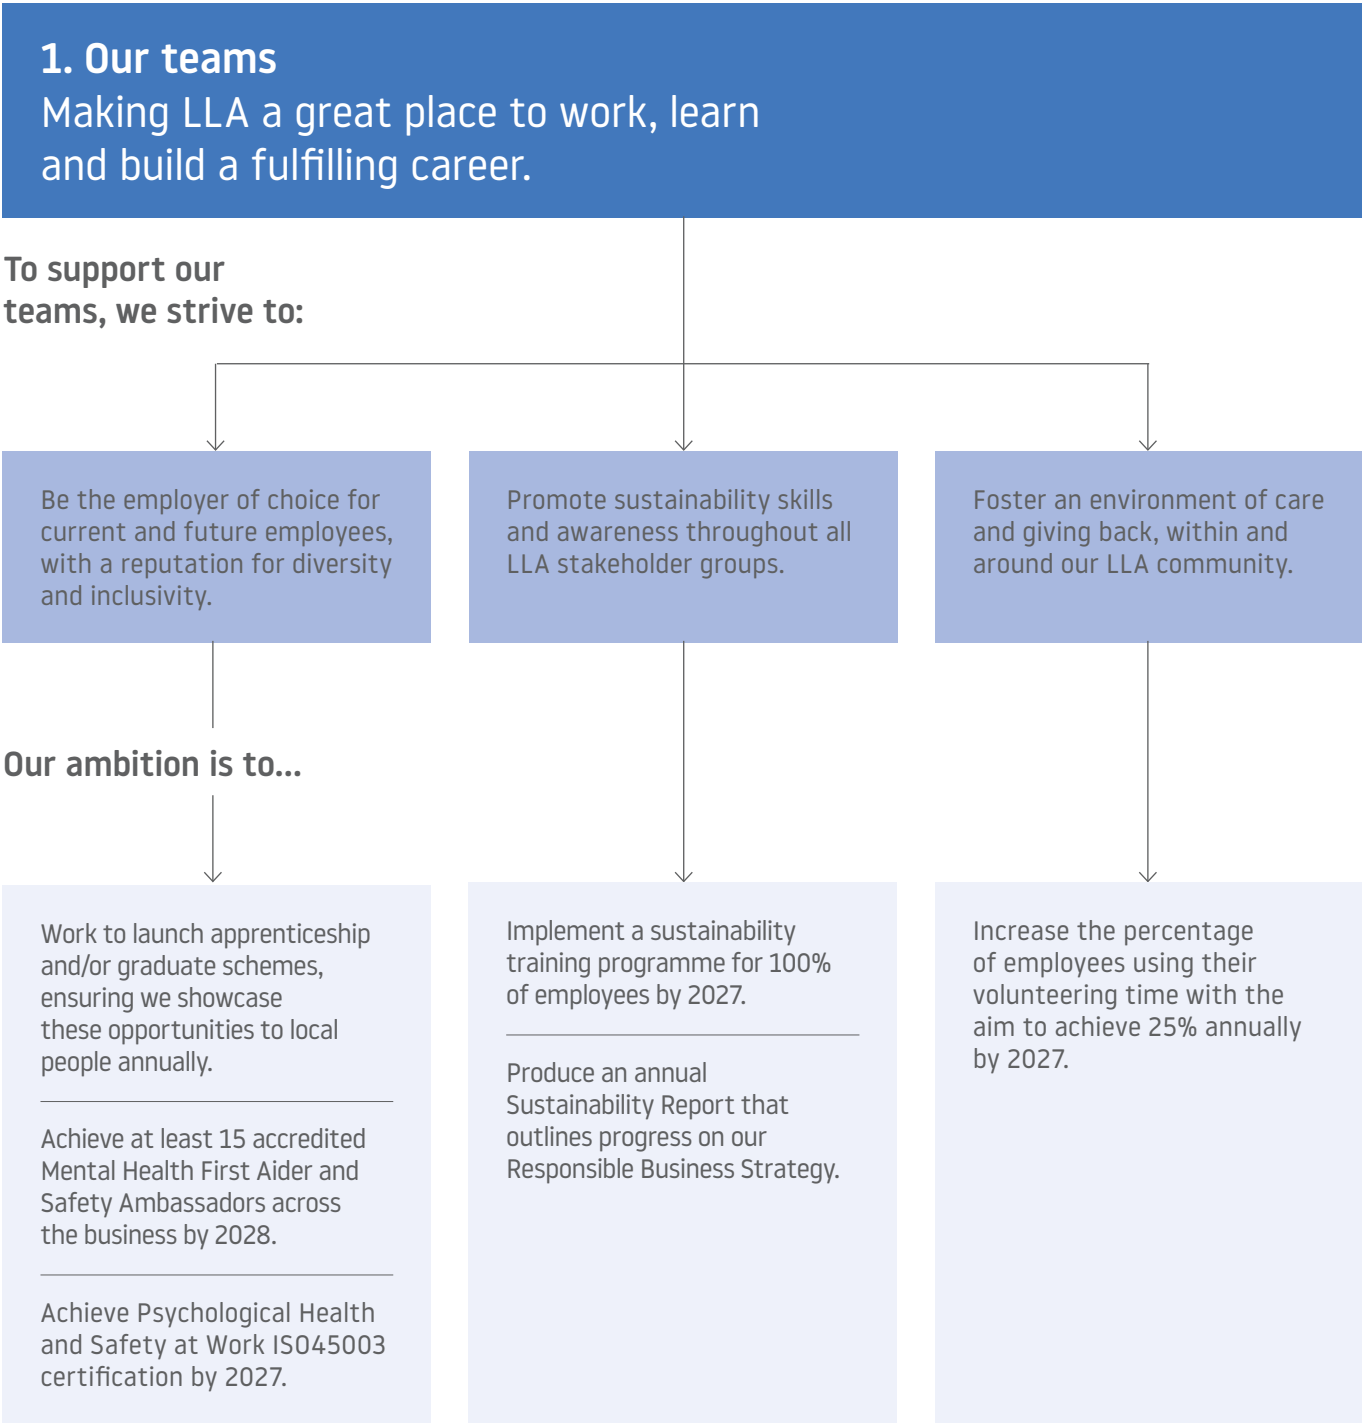 1. Our teams
Making LLA a great place to work, learn
and build a fulfilling career.
To support our
teams, we strive to:
Be the employer of choice for
current and future employees,
with a reputation for diversity
and inclusivity.
Promote sustainability skills
and awareness throughout all
LLA stakeholder groups.
Foster an environment of care
and giving back, within and
around our LLA community.
Our ambition is to...
Work to launch apprenticeship
and/or graduate schemes,
ensuring we showcase
these opportunities to local
people annually.
Achieve at least 15 accredited
Mental Health First Aider and
Safety Ambassadors across
the business by 2028.
Achieve Psychological Health
and Safety at Work ISO45003
certification by 2027.
Implement a sustainability
training programme for 100%
of employees by 2027.
Produce an annual
Sustainability Report that
outlines progress on our
Responsible Business Strategy.
Increase the percentage
of employees using their
volunteering time with the
aim to achieve 25% annually
by 2027.